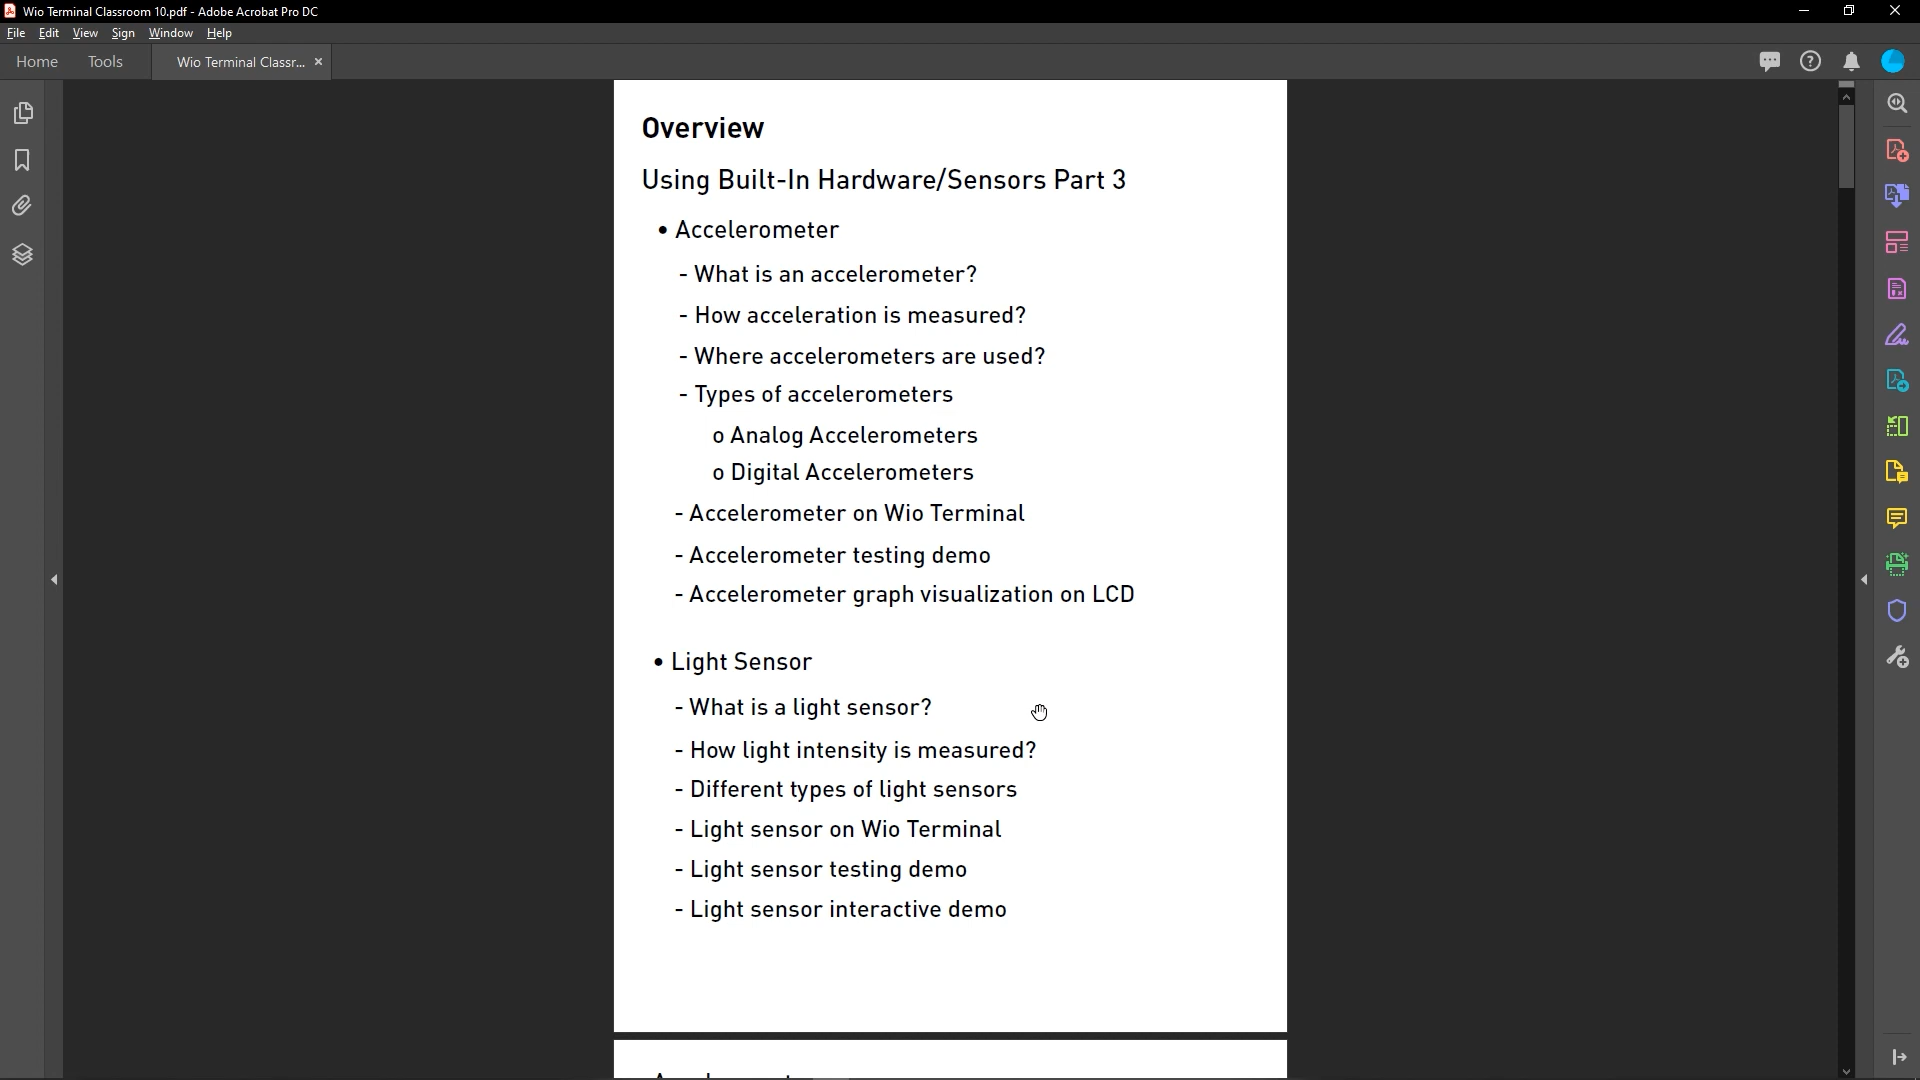 Wio Terminal Classroom 10.pdf - Adobe Acrobat Pro DC
File Edit View Sign Window Help
Home Tools Wio Terminal Classr...
Overview
Using Built-In Hardware/Sensors Part 3
• Accelerometer
- What is an accelerometer?
- How acceleration is measured?
- Where accelerometers are used?
- Types of accelerometers
o Analog Accelerometers
o Digital Accelerometers
- Accelerometer on Wio Terminal
- Accelerometer testing demo
- Accelerometer graph visualization on LCD
• Light Sensor
- What is a light sensor?
- How light intensity is measured?
- Different types of light sensors
- Light sensor on Wio Terminal
- Light sensor testing demo
- Light sensor interactive demo